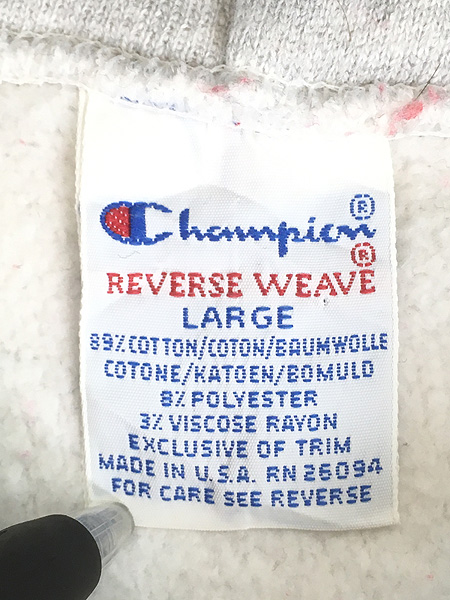 Champion®
REVERSE WEAVE®
LARGE
89% COTTON/COTON/BAUMWOLLE
COTONE/KATOEN/BOMULD
8% POLYESTER
3% VISCOSE RAYON
EXCLUSIVE OF TRIM
MADE IN U.S.A. RN 26094
FOR CARE SEE REVERSE